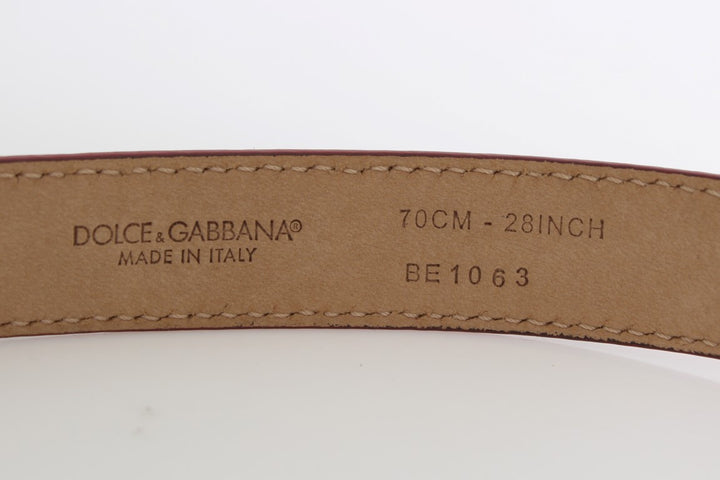 DOLCE & GABBANA®
MADE IN ITALY
70CM - 28INCH
BE1063